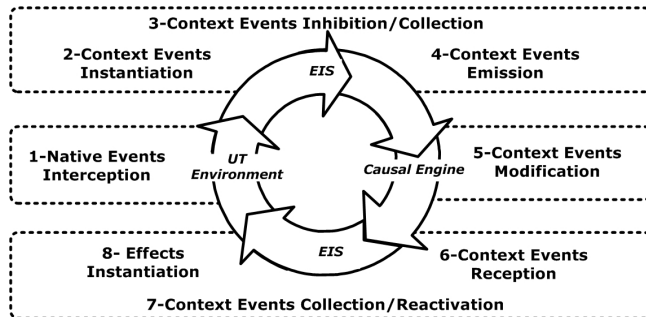 3-Context Events Inhibition/Collection
2-Context Events
Instantiation
EIS
4-Context Events
Emission
1-Native Events
Interception
UT
Environment
Causal Engine
5-Context Events
Modification
8- Effects
Instantiation
EIS
6-Context Events
Reception
7-Context Events Collection/Reactivation